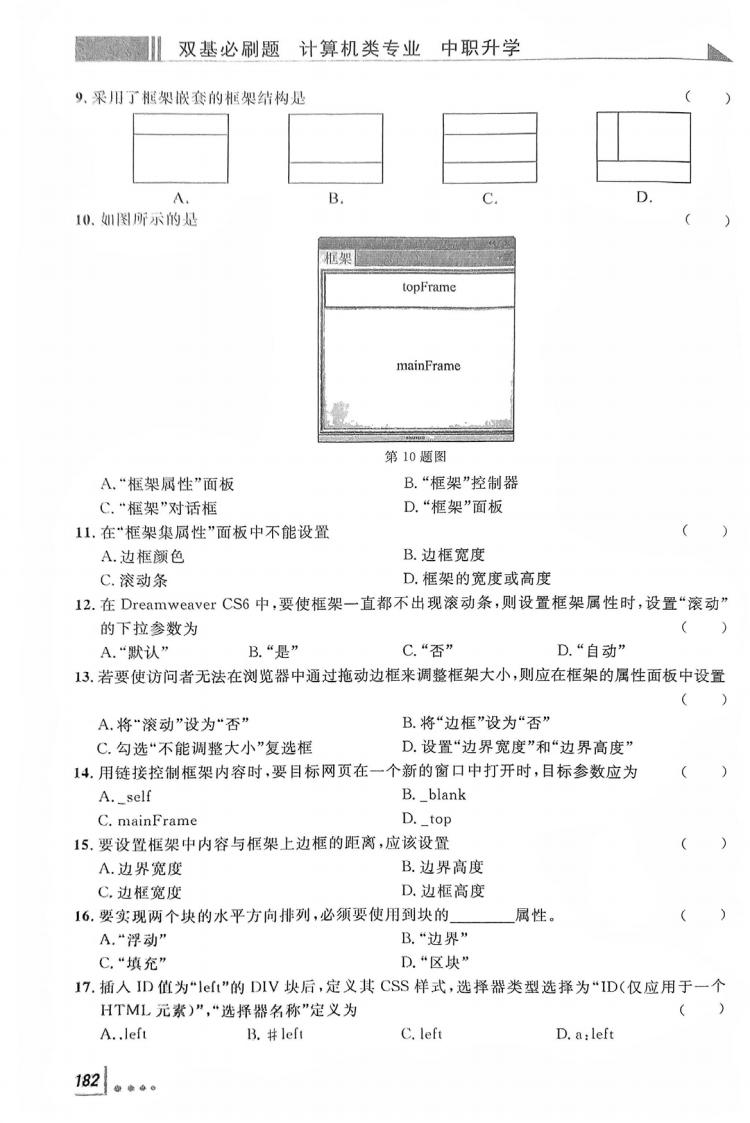 双基必刷题 计算机类专业 中职升学
9. 采用了框架嵌套的框架结构是 ( )
A. B. C. D.
10. 如图所示的是 ( )
框架
topFrame
mainFrame
第 10 题图
A. “框架属性”面板 B. “框架”控制器
C. “框架”对话框 D. “框架”面板
11. 在“框架集属性”面板中不能设置 ( )
A. 边框颜色 B. 边框宽度
C. 滚动条 D. 框架的宽度或高度
12. 在 Dreamweaver CS6 中,要使框架一直都不出现滚动条,则设置框架属性时,设置“滚动”
的下拉参数为 ( )
A. “默认” B. “是” C. “否” D. “自动”
13. 若要使访问者无法在浏览器中通过拖动边框来调整框架大小,则应在框架的属性面板中设置
( )
A. 将“滚动”设为“否” B. 将“边框”设为“否”
C. 勾选“不能调整大小”复选框 D. 设置“边界宽度”和“边界高度”
14. 用链接控制框架内容时,要目标网页在一个新的窗口中打开时,目标参数应为 ( )
A. _self B. _blank
C. mainFrame D. _top
15. 要设置框架中内容与框架上边框的距离,应该设置 ( )
A. 边界宽度 B. 边界高度
C. 边框宽度 D. 边框高度
16. 要实现两个块的水平方向排列,必须要使用到块的________属性。 ( )
A. “浮动” B. “边界”
C. “填充” D. “区块”
17. 插入 ID 值为“left”的 DIV 块后,定义其 CSS 样式,选择器类型选择为“ID(仅应用于一个
HTML 元素)”,“选择器名称”定义为 ( )
A. .left B. #left C. left D. a:left
182